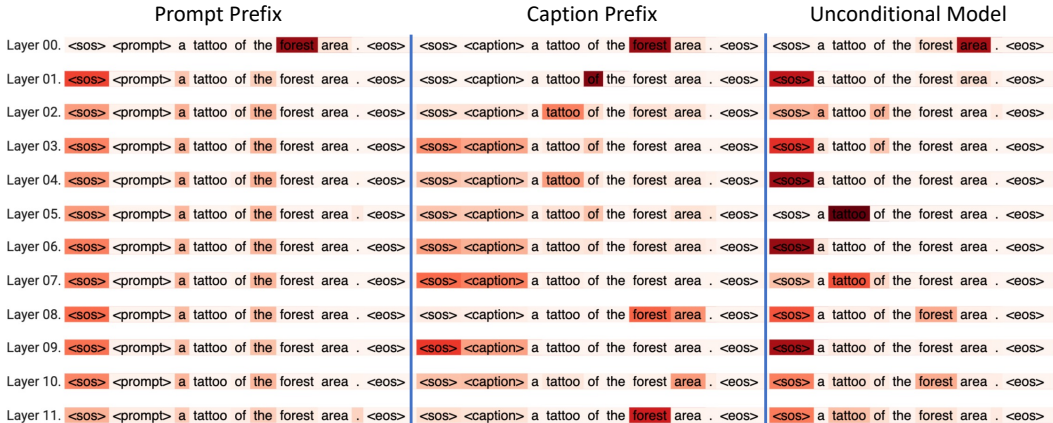 Prompt Prefix Caption Prefix Unconditional Model
Layer 00. <sos> <prompt> a tattoo of the forest area . <eos> <sos> <caption> a tattoo of the forest area . <eos> <sos> a tattoo of the forest area . <eos>
Layer 01. <sos> <prompt> a tattoo of the forest area . <eos> <sos> <caption> a tattoo of the forest area . <eos> <sos> a tattoo of the forest area . <eos>
Layer 02. <sos> <prompt> a tattoo of the forest area . <eos> <sos> <caption> a tattoo of the forest area . <eos> <sos> a tattoo of the forest area . <eos>
Layer 03. <sos> <prompt> a tattoo of the forest area . <eos> <sos> <caption> a tattoo of the forest area . <eos> <sos> a tattoo of the forest area . <eos>
Layer 04. <sos> <prompt> a tattoo of the forest area . <eos> <sos> <caption> a tattoo of the forest area . <eos> <sos> a tattoo of the forest area . <eos>
Layer 05. <sos> <prompt> a tattoo of the forest area . <eos> <sos> <caption> a tattoo of the forest area . <eos> <sos> a tattoo of the forest area . <eos>
Layer 06. <sos> <prompt> a tattoo of the forest area . <eos> <sos> <caption> a tattoo of the forest area . <eos> <sos> a tattoo of the forest area . <eos>
Layer 07. <sos> <prompt> a tattoo of the forest area . <eos> <sos> <caption> a tattoo of the forest area . <eos> <sos> a tattoo of the forest area . <eos>
Layer 08. <sos> <prompt> a tattoo of the forest area . <eos> <sos> <caption> a tattoo of the forest area . <eos> <sos> a tattoo of the forest area . <eos>
Layer 09. <sos> <prompt> a tattoo of the forest area . <eos> <sos> <caption> a tattoo of the forest area . <eos> <sos> a tattoo of the forest area . <eos>
Layer 10. <sos> <prompt> a tattoo of the forest area . <eos> <sos> <caption> a tattoo of the forest area . <eos> <sos> a tattoo of the forest area . <eos>
Layer 11. <sos> <prompt> a tattoo of the forest area . <eos> <sos> <caption> a tattoo of the forest area . <eos> <sos> a tattoo of the forest area . <eos>